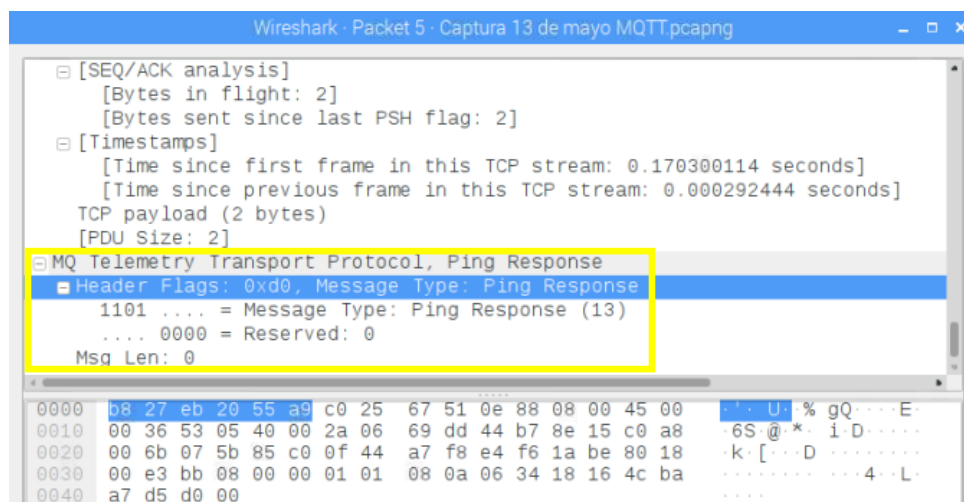 Wireshark · Packet 5 · Captura 13 de mayo MQTT.pcapng
[SEQ/ACK analysis]
[Bytes in flight: 2]
[Bytes sent since last PSH flag: 2]
[Timestamps]
[Time since first frame in this TCP stream: 0.170300114 seconds]
[Time since previous frame in this TCP stream: 0.000292444 seconds]
TCP payload (2 bytes)
[PDU Size: 2]
MQ Telemetry Transport Protocol, Ping Response
Header Flags: 0xd0, Message Type: Ping Response
1101 .... = Message Type: Ping Response (13)
.... 0000 = Reserved: 0
Msg Len: 0
0000 b8 27 eb 20 55 a9 c0 25 67 51 0e 88 08 00 45 00 ·'· U··% gQ····E·
0010 00 36 53 05 40 00 2a 06 69 dd 44 b7 8e 15 c0 a8 ·6S·@·*· i·D·····
0020 00 6b 07 5b 85 c0 0f 44 a7 f8 e4 f6 1a be 80 18 ·k·[···D ········
0030 00 e3 bb 08 00 00 01 01 08 0a 06 34 18 16 4c ba ········ ···4··L·
0040 a7 d5 d0 00 ····